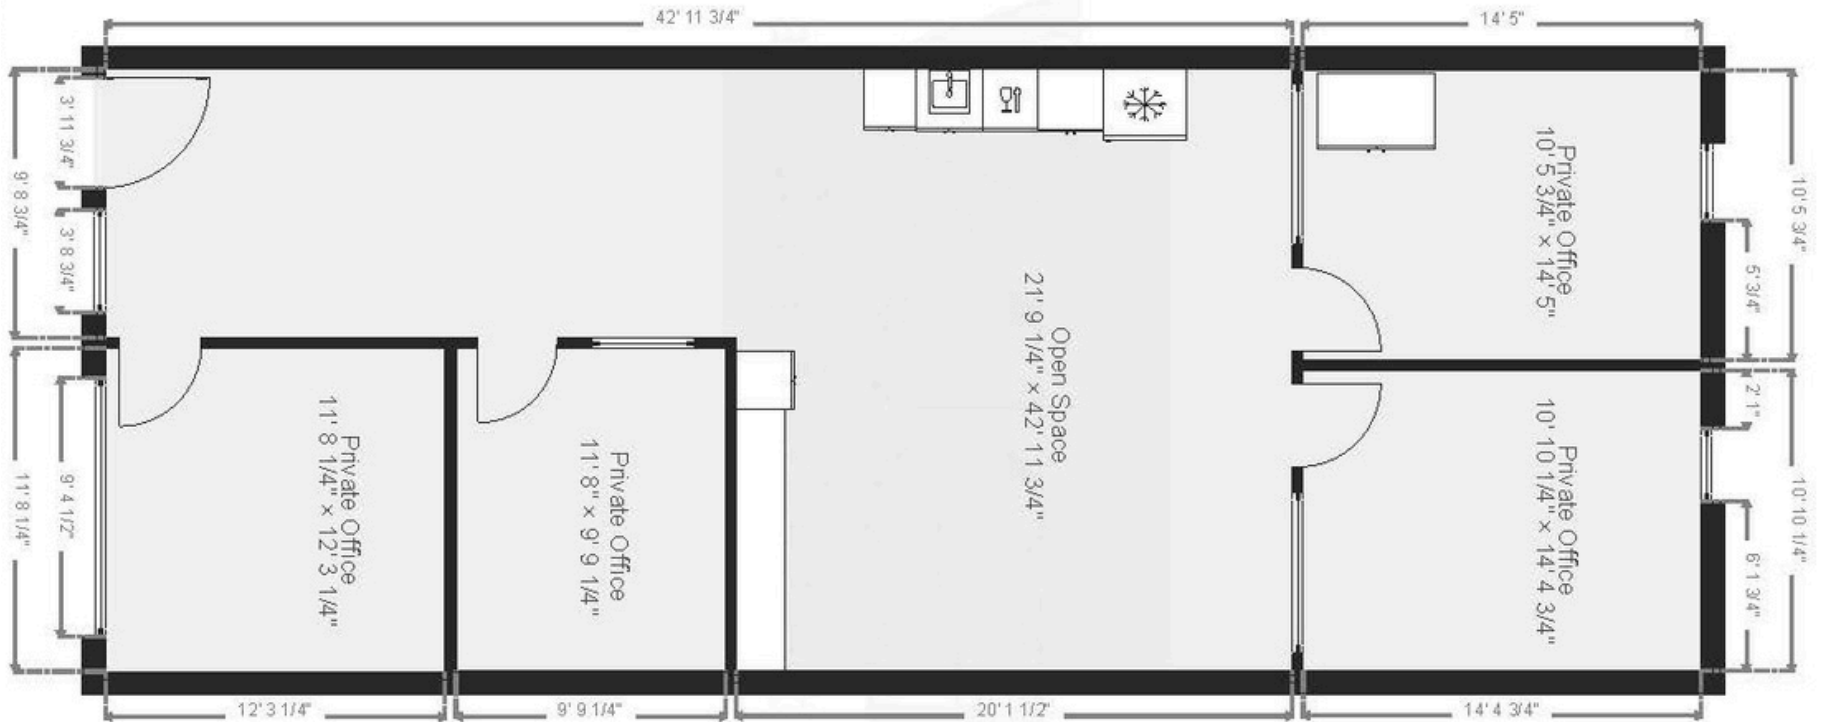 42' 11 3/4"
14' 5"
9' 8 3/4"
3' 11 3/4"
3' 8 3/4"
11' 8 1/4"
9' 4 1/2"
Private Office
11' 8 1/4" × 12' 3 1/4"
Private Office
11' 8" × 9' 9 1/4"
Open Space
21' 9 1/4" × 42' 11 3/4"
Private Office
10' 5 3/4" × 14' 5"
Private Office
10' 10 1/4" × 14' 4 3/4"
10' 5 3/4"
5' 3/4"
2' 1"
10' 10 1/4"
6' 1 3/4"
12' 3 1/4"
9' 9 1/4"
20' 1 1/2"
14' 4 3/4"